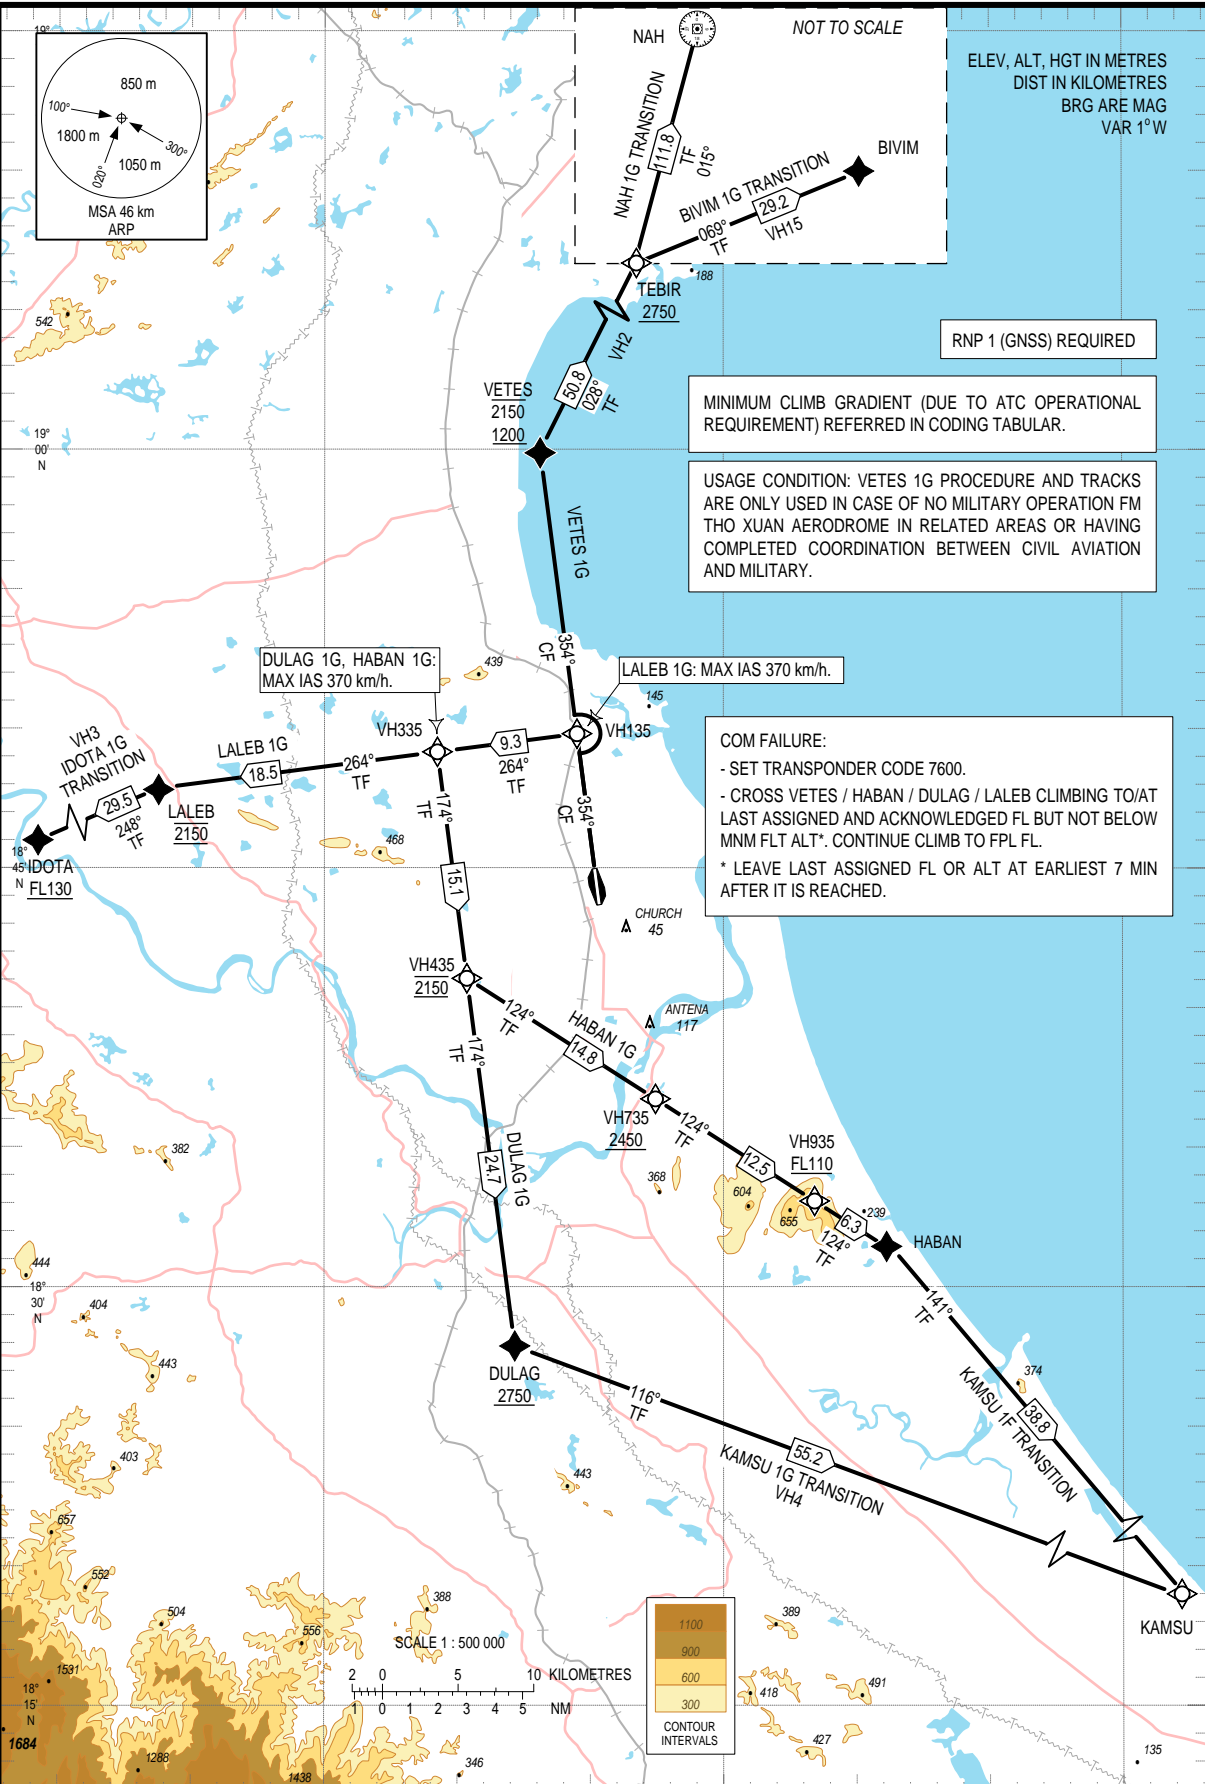 19°
NAH
NOT TO SCALE
ELEV, ALT, HGT IN METRES
DIST IN KILOMETRES
BRG ARE MAG
VAR 1° W
850 m
100°
1800 m
300°
020°
1050 m
MSA 46 km
ARP
NAH 1G TRANSITION
111.8
TF
015°
BIVIM
BIVIM 1G TRANSITION
29.2
069°
TF
VH15
188
TEBIR
2750
542
VH2
RNP 1 (GNSS) REQUIRED
50.8
028°
TF
VETES
2150
1200
MINIMUM CLIMB GRADIENT (DUE TO ATC OPERATIONAL
REQUIREMENT) REFERRED IN CODING TABULAR.
19°
00'
N
USAGE CONDITION: VETES 1G PROCEDURE AND TRACKS
ARE ONLY USED IN CASE OF NO MILITARY OPERATION FM
THO XUAN AERODROME IN RELATED AREAS OR HAVING
COMPLETED COORDINATION BETWEEN CIVIL AVIATION
AND MILITARY.
VETES 1G
354°
CF
DULAG 1G, HABAN 1G:
MAX IAS 370 km/h.
439
LALEB 1G: MAX IAS 370 km/h.
145
VH335
VH135
VH3
IDOTA 1G
TRANSITION
LALEB 1G
18.5
264°
TF
9.3
264°
TF
COM FAILURE:
- SET TRANSPONDER CODE 7600.
- CROSS VETES / HABAN / DULAG / LALEB CLIMBING TO/AT
LAST ASSIGNED AND ACKNOWLEDGED FL BUT NOT BELOW
MNM FLT ALT*. CONTINUE CLIMB TO FPL FL.
* LEAVE LAST ASSIGNED FL OR ALT AT EARLIEST 7 MIN
AFTER IT IS REACHED.
29.5
248°
TF
LALEB
2150
174°
TF
354°
CF
468
18°
45'
N
IDOTA
FL130
15.1
CHURCH
45
VH435
2150
124°
TF
HABAN 1G
14.8
ANTENA
117
174°
TF
VH735
2450
124°
TF
VH935
FL110
382
DULAG 1G
24.7
12.5
368
604
655
239
6.3
124°
TF
HABAN
444
18°
30'
N
404
141°
TF
443
DULAG
2750
116°
TF
374
KAMSU 1F TRANSITION
38.8
403
443
55.2
KAMSU 1G TRANSITION
VH4
657
552
504
388
556
389
KAMSU
SCALE 1 : 500 000
2 0 5 10 KILOMETRES
1 0 1 2 3 4 5 NM
1100
900
600
300
CONTOUR
INTERVALS
1531
18°
15'
N
1684
418
491
427
1288
1438
346
135